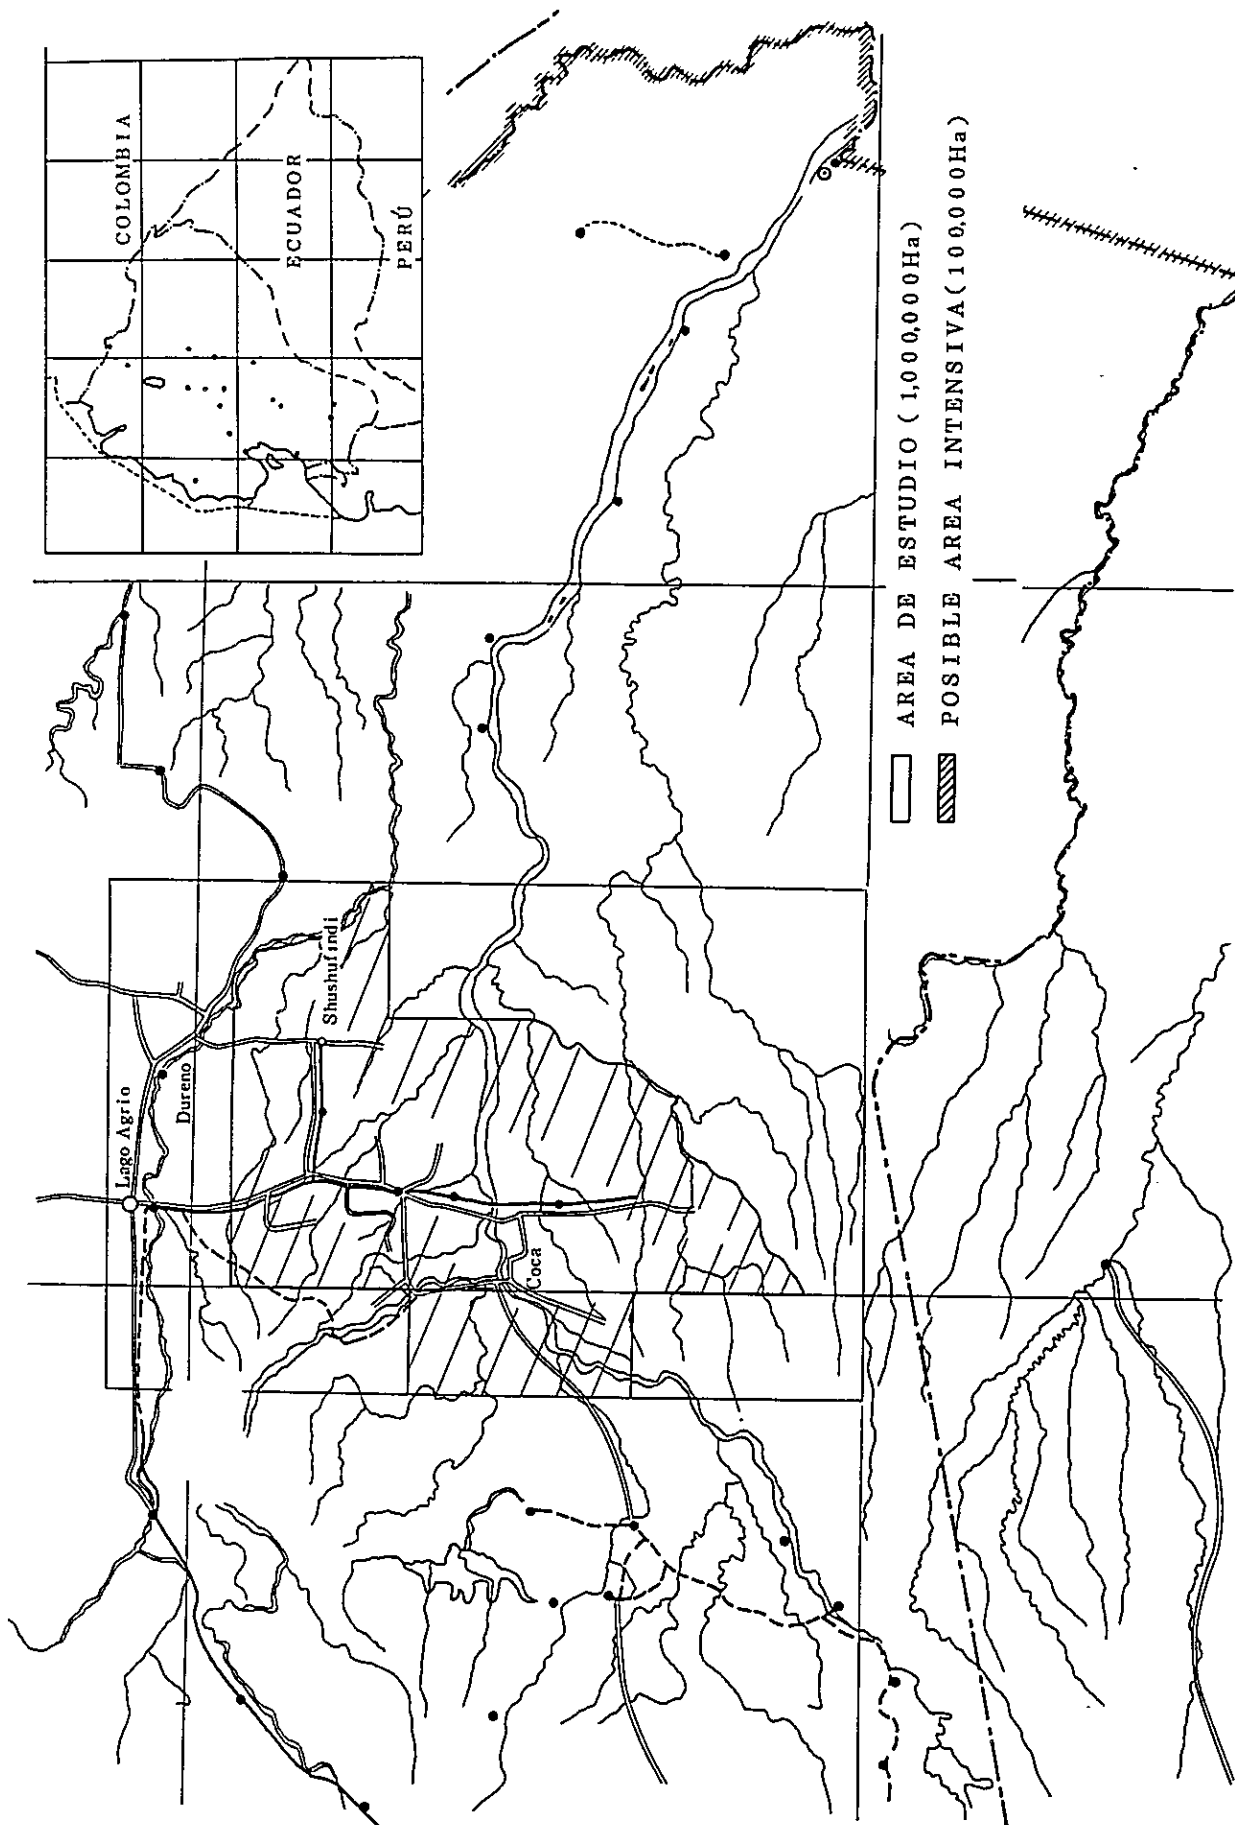 COLOMBIA
ECUADOR
PERÚ
Lago Agrio
Dureno
Shushufindi
Coca
AREA DE ESTUDIO (1,000,000Ha)
POSIBLE AREA INTENSIVA(100,000Ha)